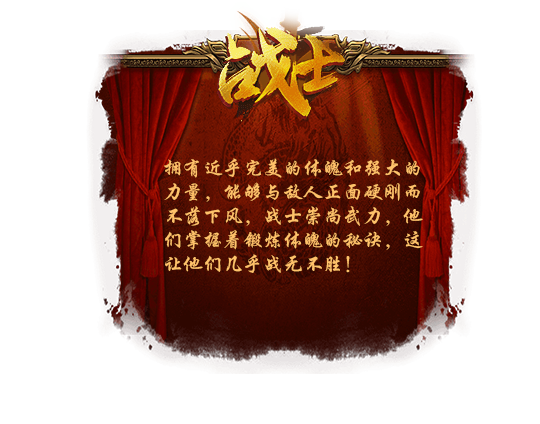 战士
拥有近乎完美的体魄和强大的
力量，能够与敌人正面硬刚而
不落下风，战士崇尚武力，他
们掌握着锻炼体魄的秘诀，这
让他们几乎战无不胜！